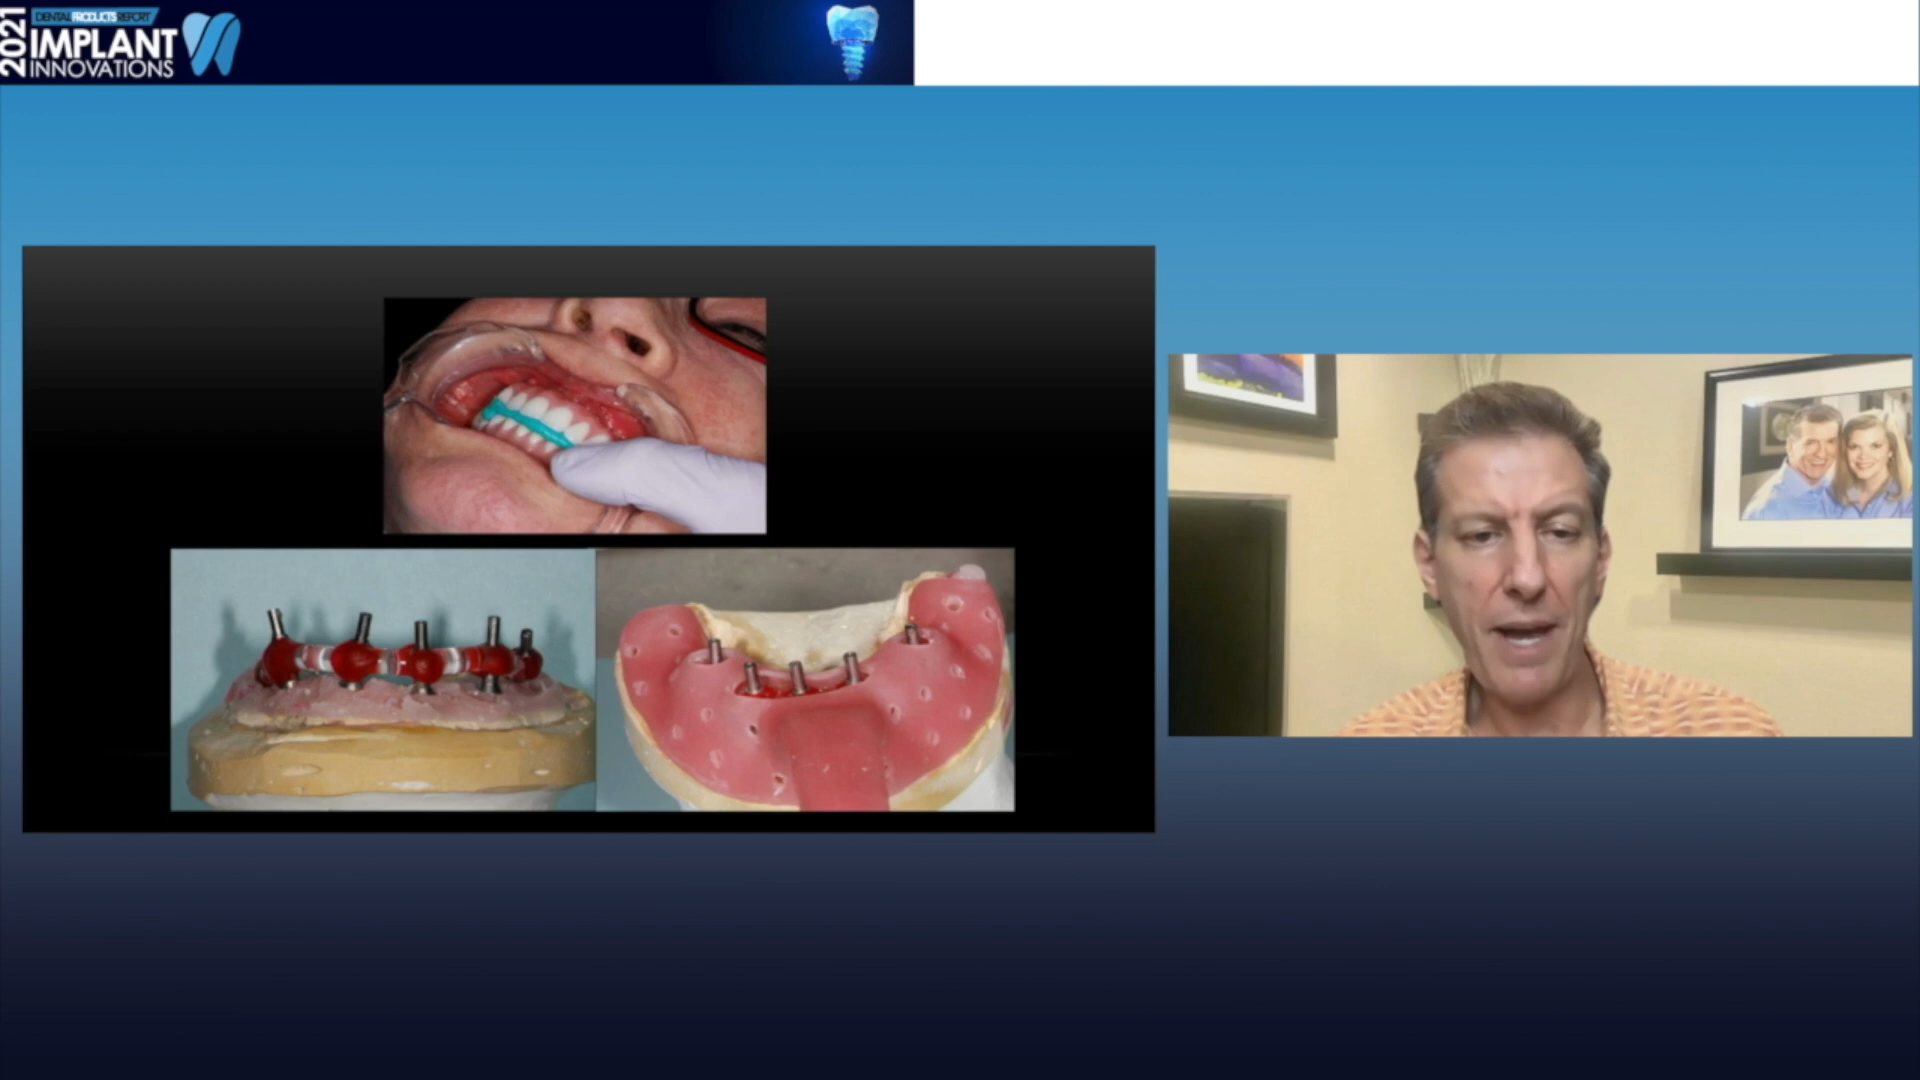 2021
DENTAL PRODUCTS REPORT
IMPLANT
INNOVATIONS